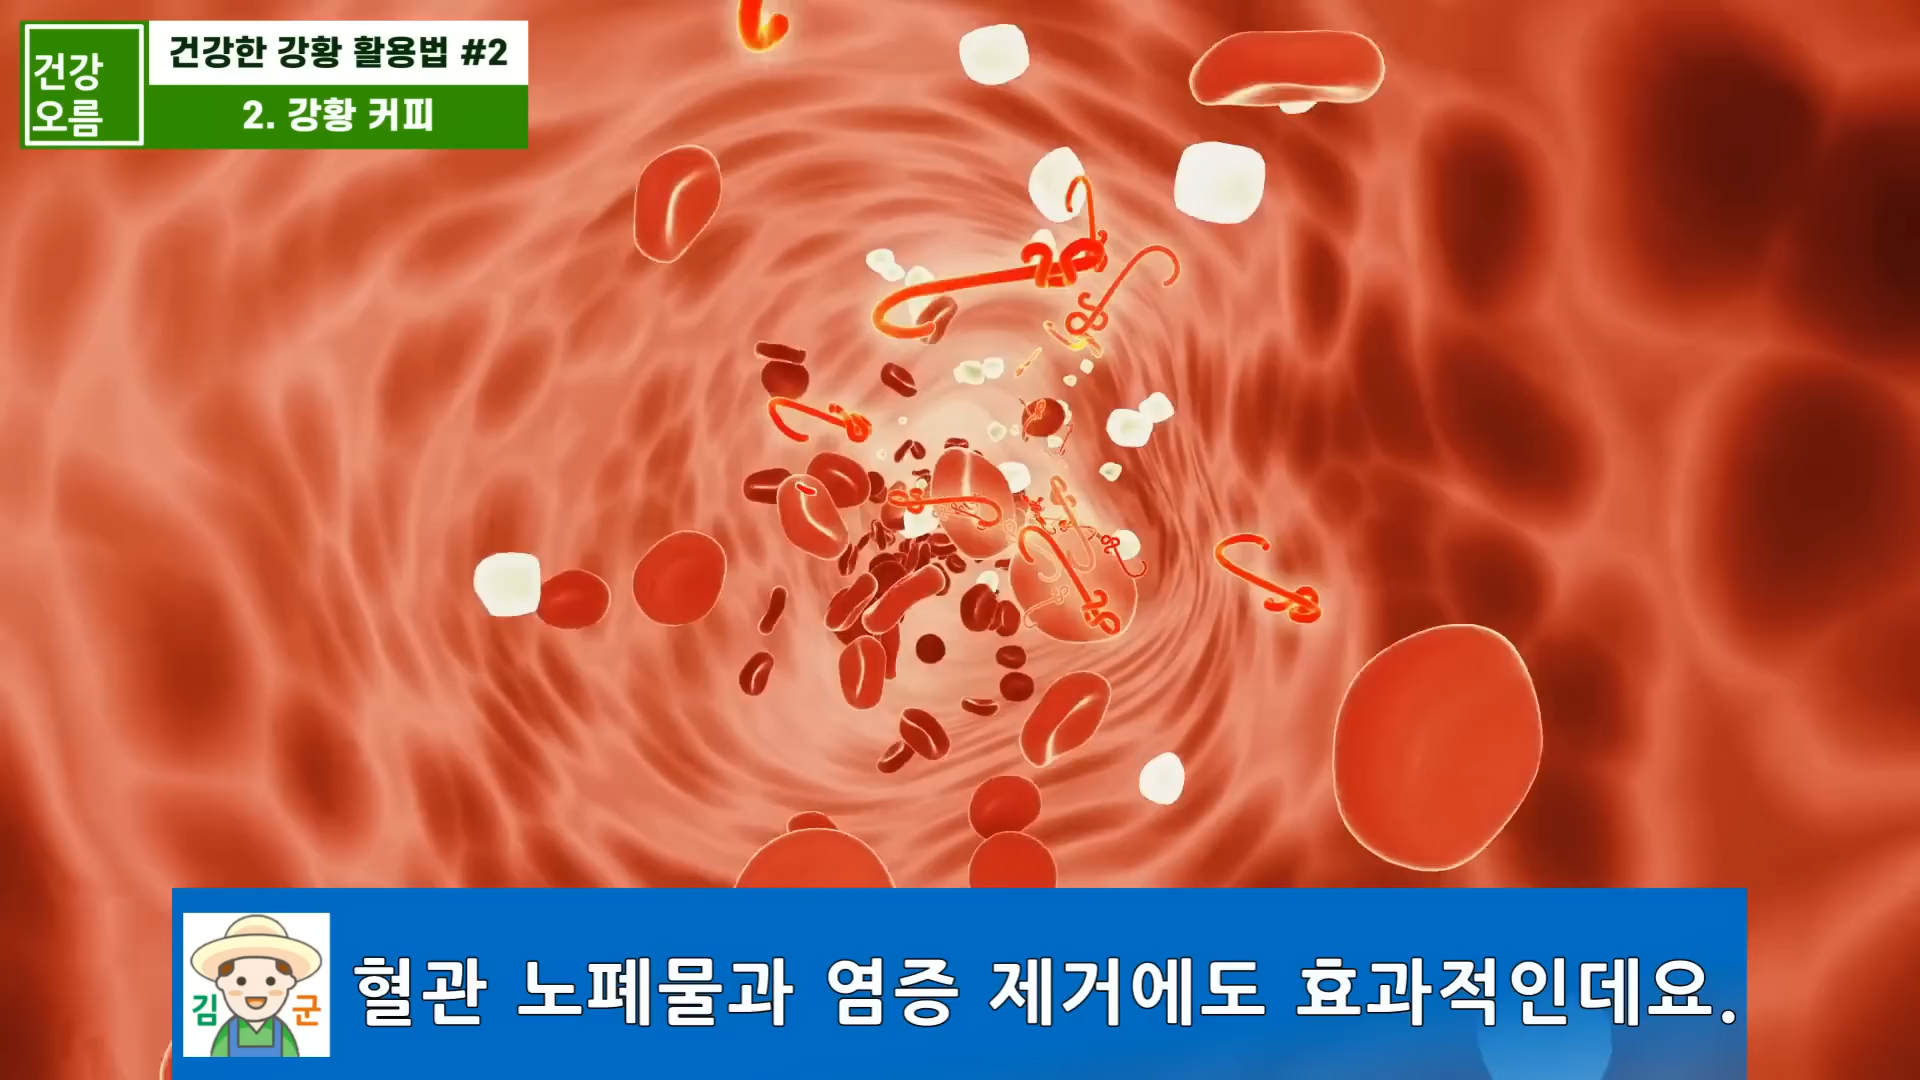 건강
오름
건강한 강황 활용법 #2
2. 강황 커피
김 군
혈관 노폐물과 염증 제거에도 효과적인데요.